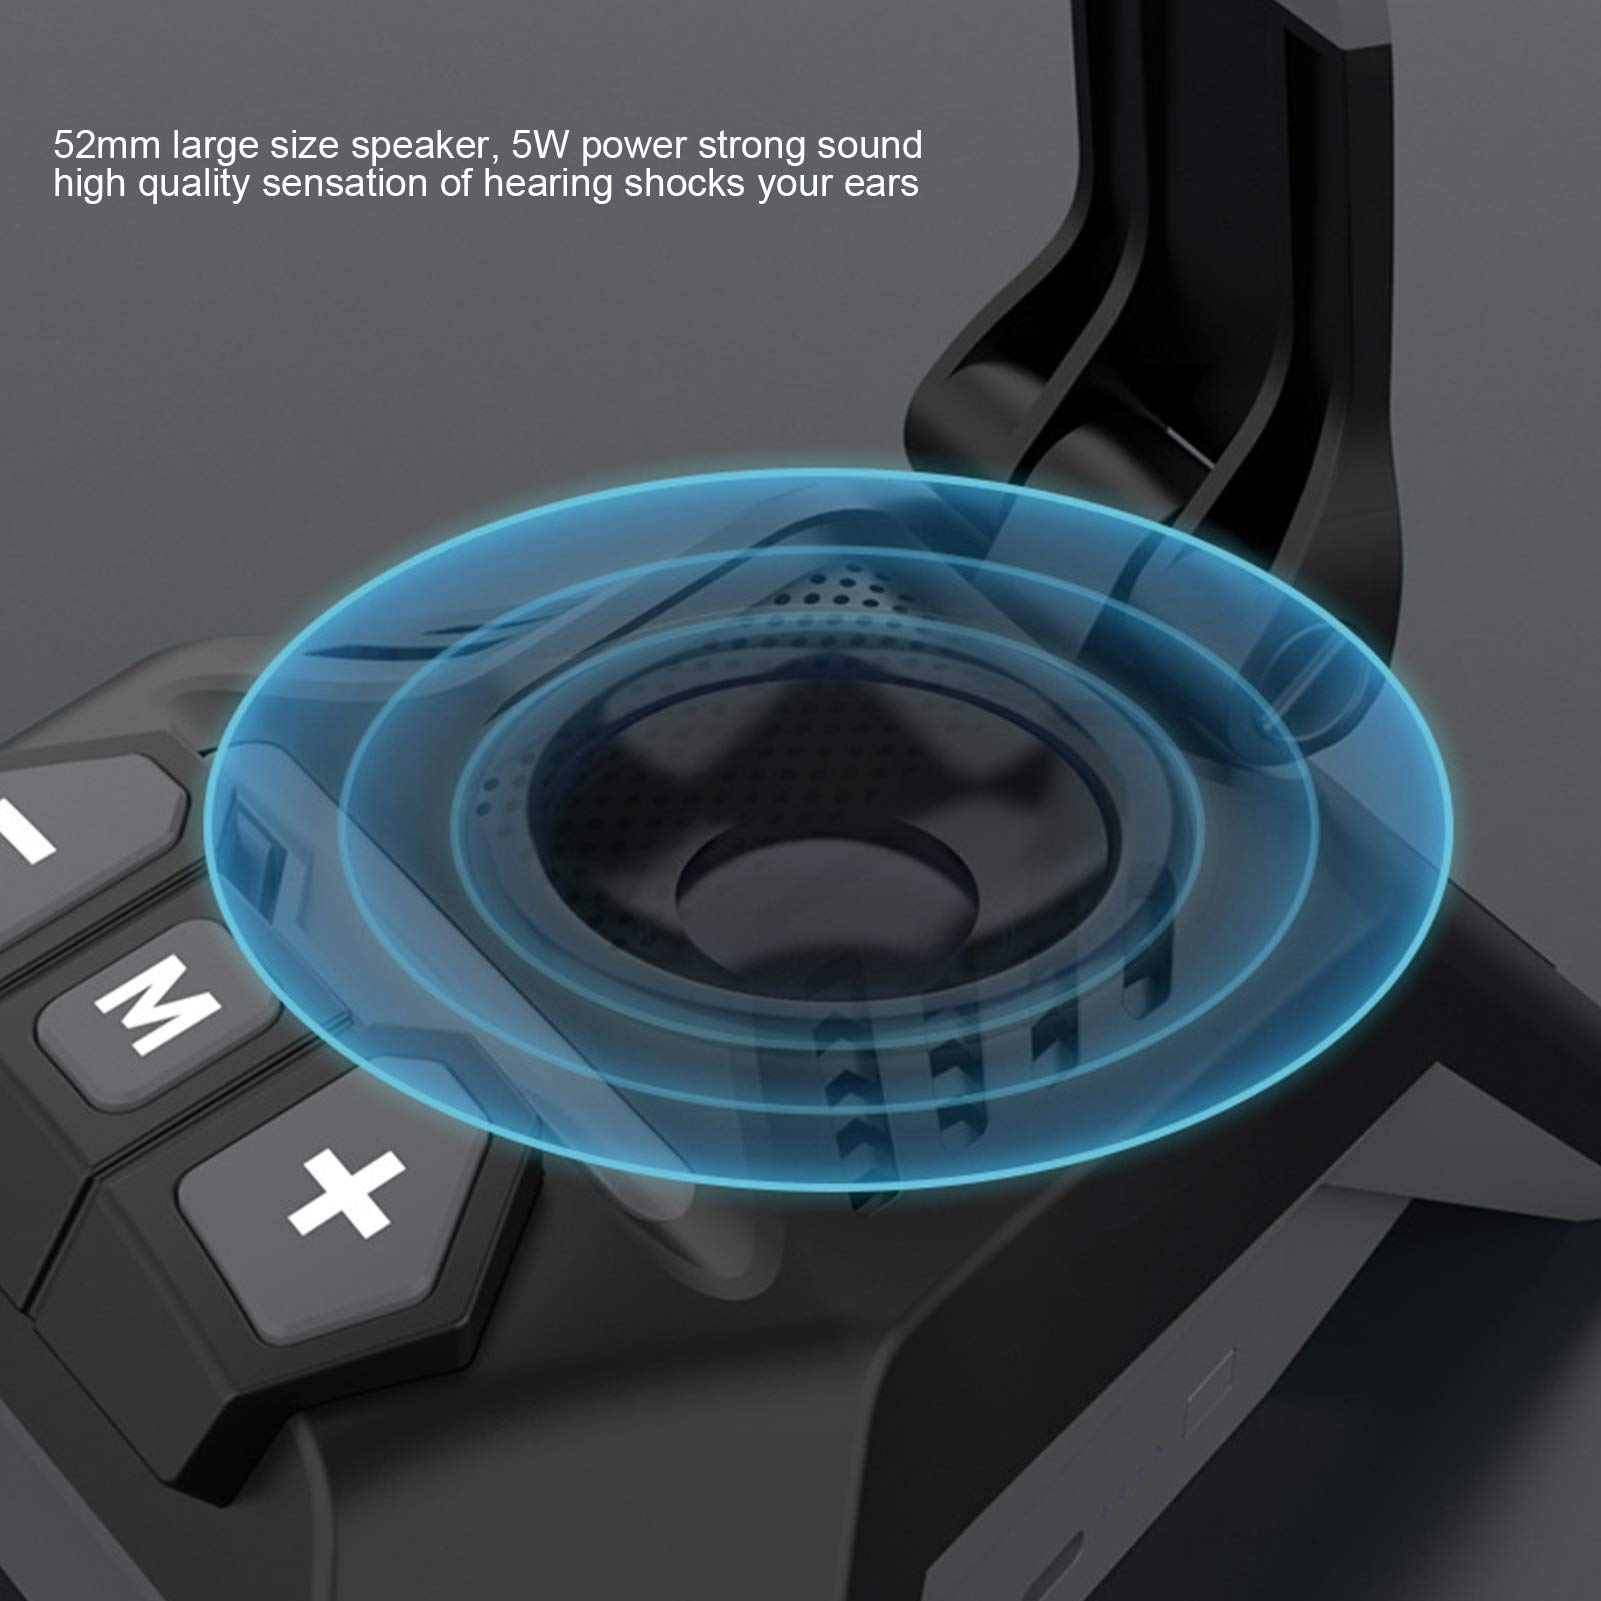 52mm large size speaker, 5W power strong sound
high quality sensation of hearing shocks your ears
M